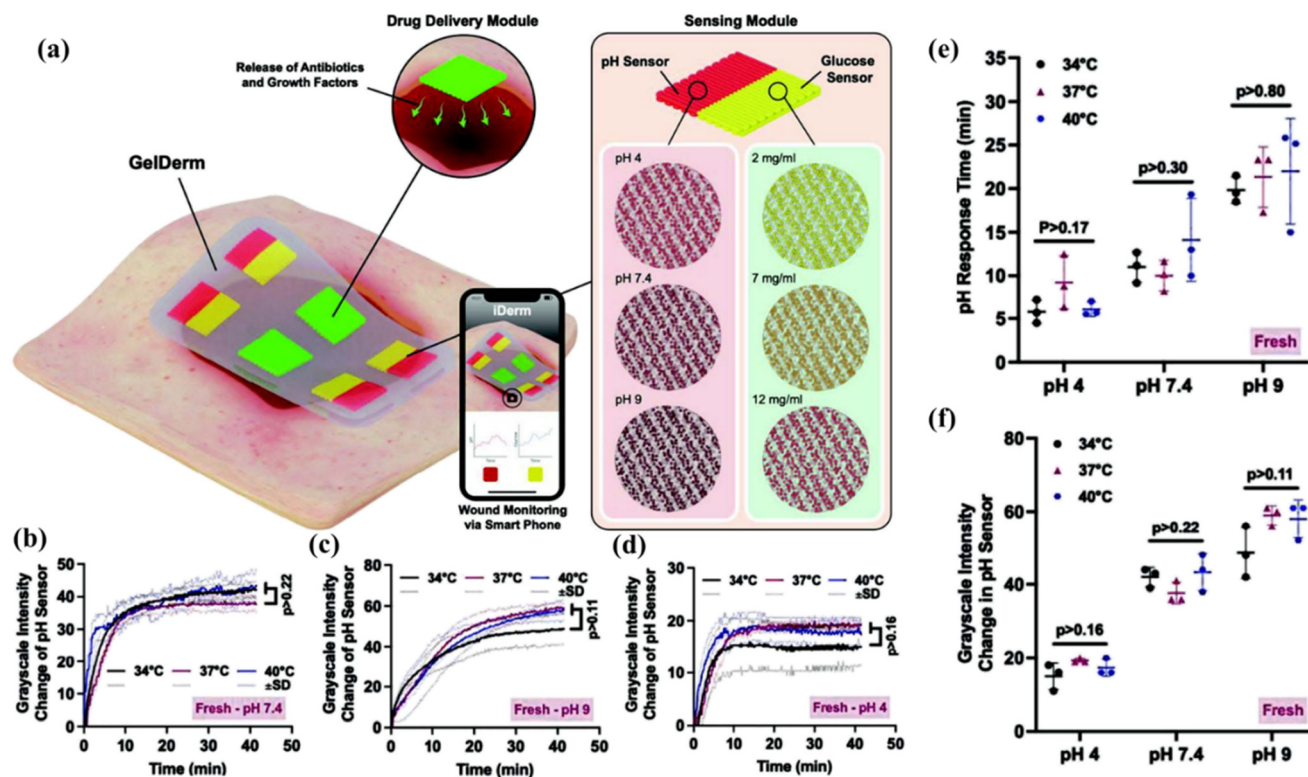 (a)
Drug Delivery Module
Release of Antibiotics
and Growth Factors
GelDerm
iDerm
pH
Time
Time
Wound Monitoring
via Smart Phone
Sensing Module
pH Sensor
Glucose
Sensor
pH 4
2 mg/ml
pH 7.4
7 mg/ml
pH 9
12 mg/ml
(b)
Grayscale Intensity
Change of pH Sensor
50
40
30
20
10
0
34°C 37°C 40°C
±SD
p>0.22
Fresh - pH 7.4
0 10 20 30 40 50
Time (min)
(c)
Grayscale Intensity
Change of pH Sensor
80
60
40
20
0
34°C 37°C 40°C
±SD
p>0.11
Fresh - pH 9
0 10 20 30 40 50
Time (min)
(d)
Grayscale Intensity
Change of pH Sensor
30
24
18
12
6
0
34°C 37°C 40°C
±SD
p>0.16
Fresh - pH 4
0 10 20 30 40 50
Time (min)
(e)
pH Response Time (min)
35
30
25
20
15
10
5
0
34°C
37°C
40°C
P>0.17
p>0.30
p>0.80
Fresh
pH 4 pH 7.4 pH 9
(f)
Grayscale Intensity
Change in pH Sensor
80
60
40
20
0
34°C
37°C
40°C
p>0.16
p>0.22
p>0.11
Fresh
pH 4 pH 7.4 pH 9